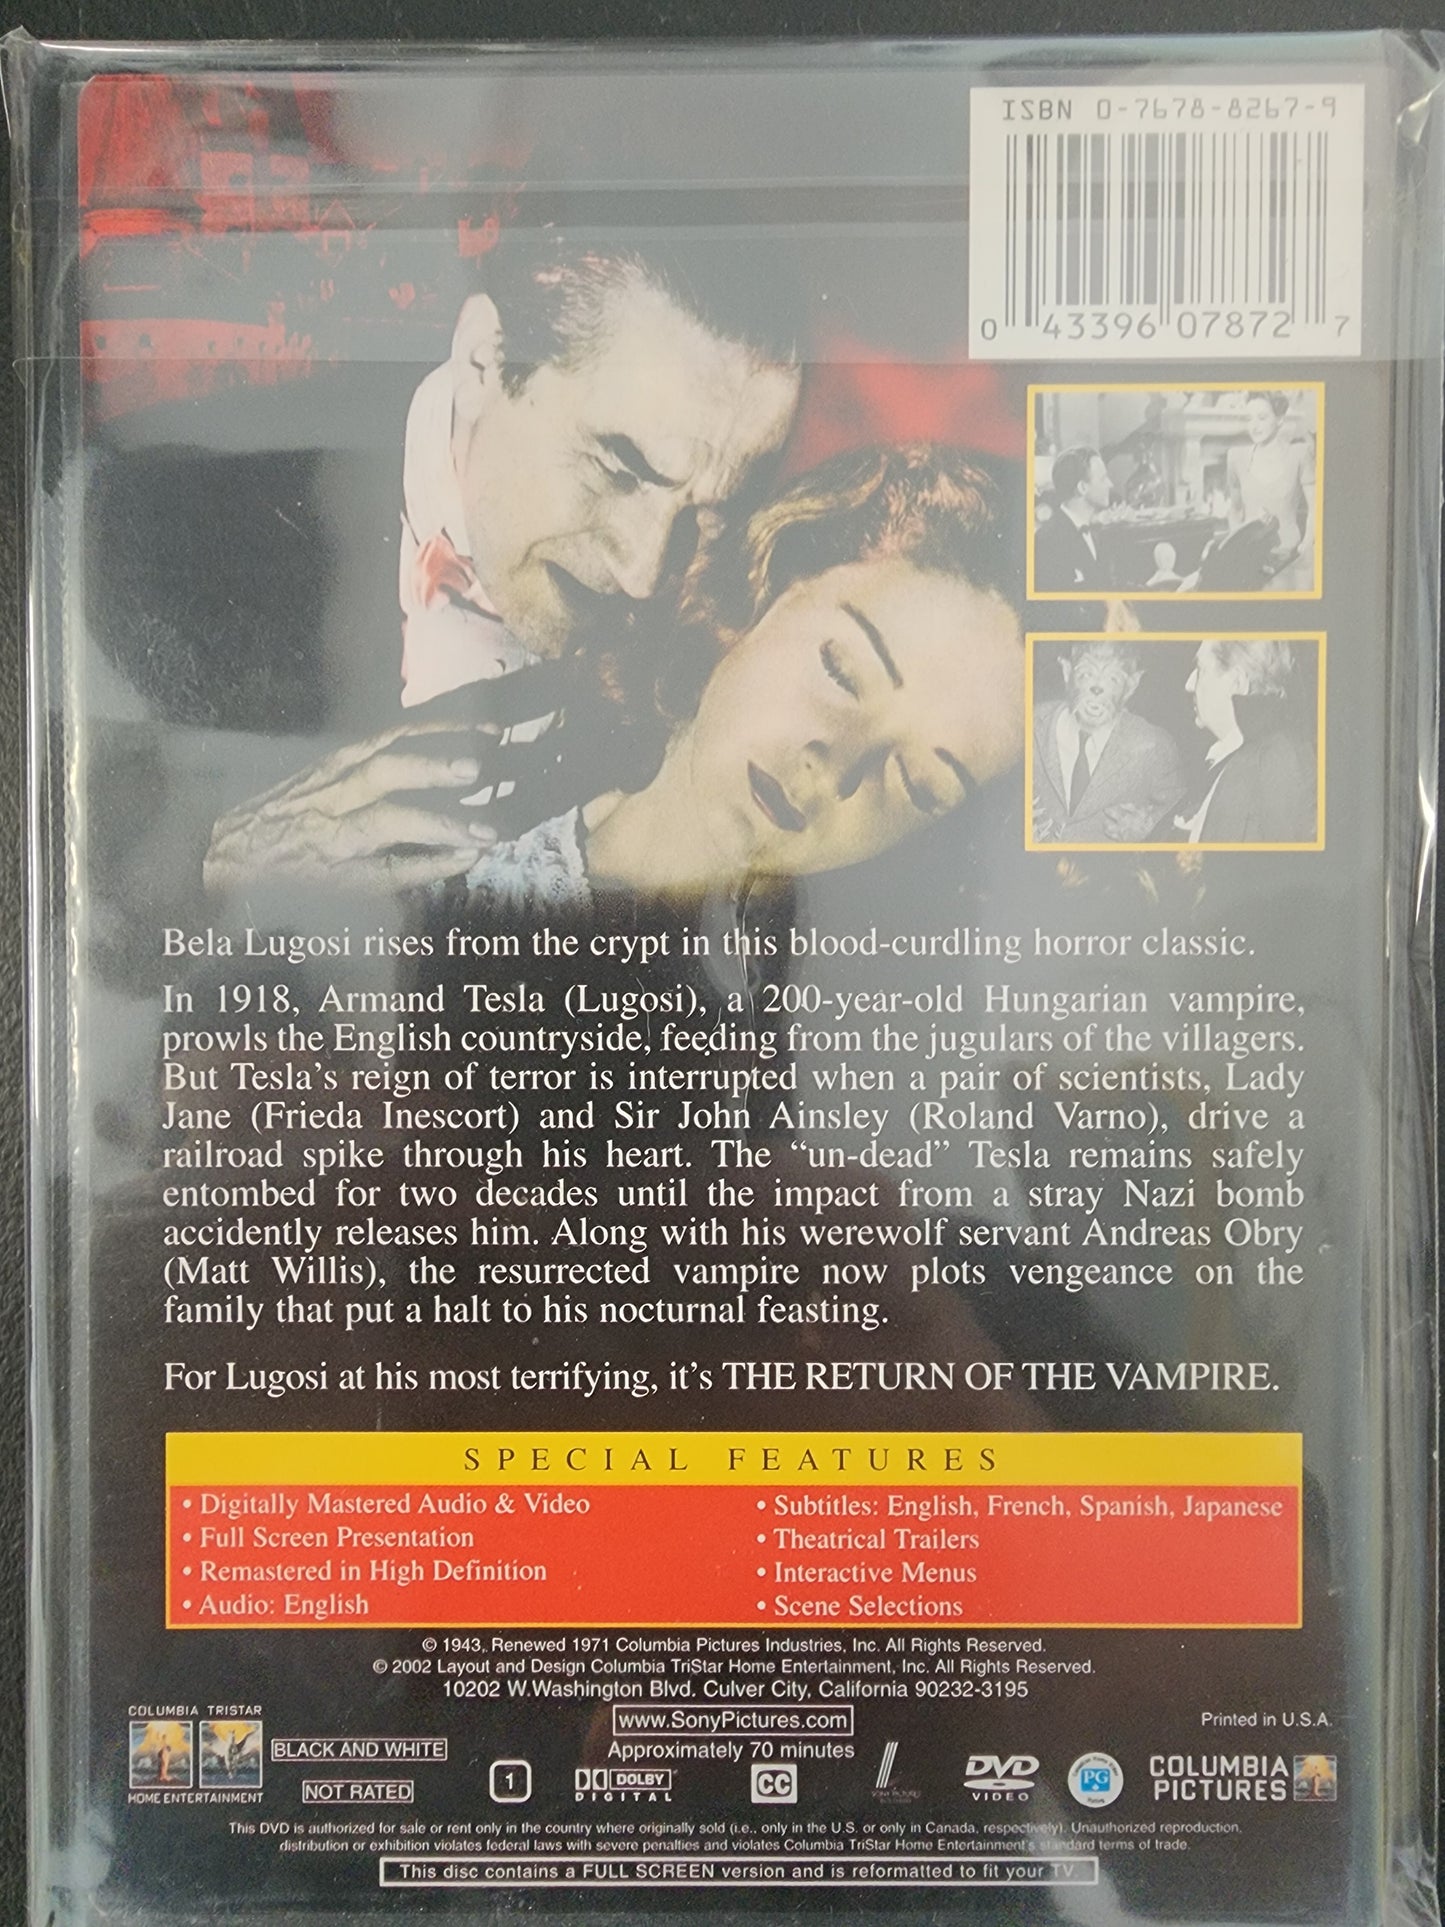 ISBN 0-7678-8267-9
0 43396 07872 7
Bela Lugosi rises from the crypt in this blood-curdling horror classic.
In 1918, Armand Tesla (Lugosi), a 200-year-old Hungarian vampire,
prowls the English countryside, feeding from the jugulars of the villagers.
But Tesla's reign of terror is interrupted when a pair of scientists, Lady
Jane (Frieda Inescort) and Sir John Ainsley (Roland Varno), drive a
railroad spike through his heart. The “un-dead” Tesla remains safely
entombed for two decades until the impact from a stray Nazi bomb
accidently releases him. Along with his werewolf servant Andreas Obry
(Matt Willis), the resurrected vampire now plots vengeance on the
family that put a halt to his nocturnal feasting.
For Lugosi at his most terrifying, it's THE RETURN OF THE VAMPIRE.
SPECIAL FEATURES
• Digitally Mastered Audio & Video
• Full Screen Presentation
• Remastered in High Definition
• Audio: English
• Subtitles: English, French, Spanish, Japanese
• Theatrical Trailers
• Interactive Menus
• Scene Selections
© 1943, Renewed 1971 Columbia Pictures Industries, Inc. All Rights Reserved.
© 2002 Layout and Design Columbia TriStar Home Entertainment, Inc. All Rights Reserved.
10202 W.Washington Blvd. Culver City, California 90232-3195
www.SonyPictures.com
Approximately 70 minutes
Printed in U.S.A.
COLUMBIA TRISTAR
HOME ENTERTAINMENT
BLACK AND WHITE
NOT RATED
1
DOLBY
DIGITAL
CC
DVD
VIDEO
PG
COLUMBIA
PICTURES
This DVD is authorized for sale or rent only in the country where originally sold (i.e., only in the U.S. or only in Canada, respectively). Unauthorized reproduction,
distribution or exhibition violates federal laws with severe penalties and violates Columbia TriStar Home Entertainment's standard terms of trade.
This disc contains a FULL SCREEN version and is reformatted to fit your TV.